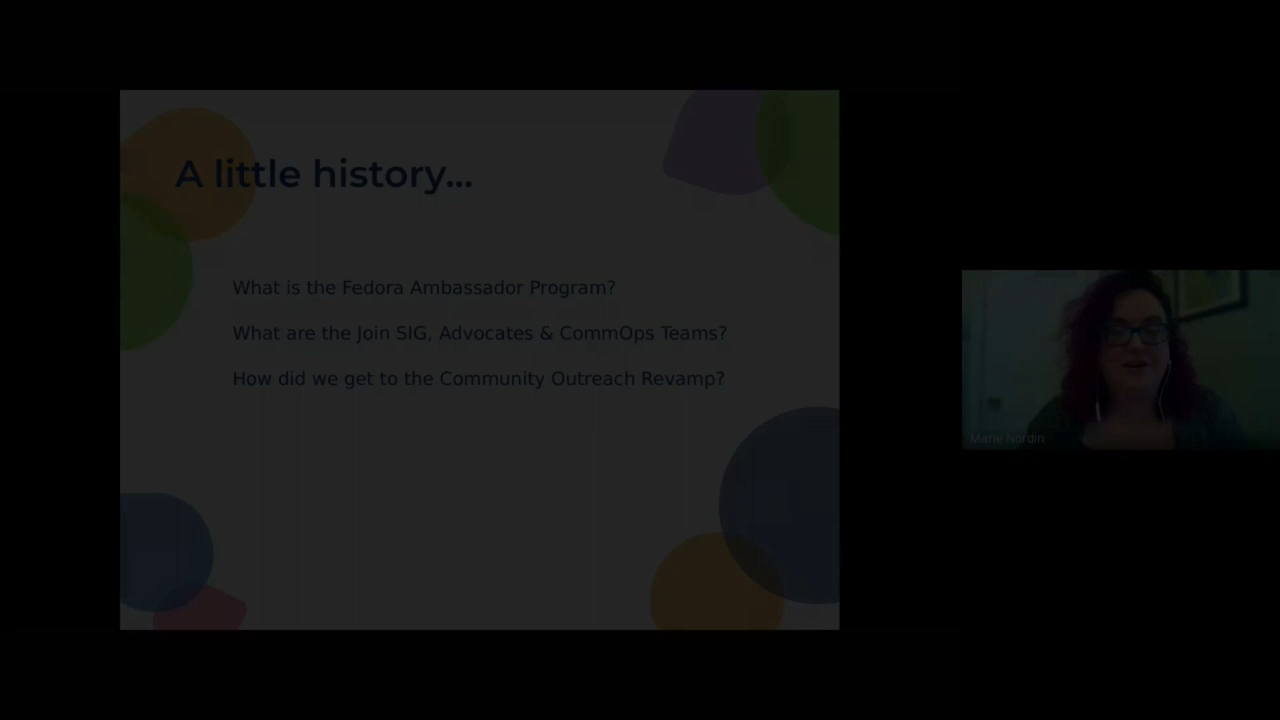 A little history...
What is the Fedora Ambassador Program?
What are the Join SIG, Advocates & CommOps Teams?
How did we get to the Community Outreach Revamp?
Marie Nordin